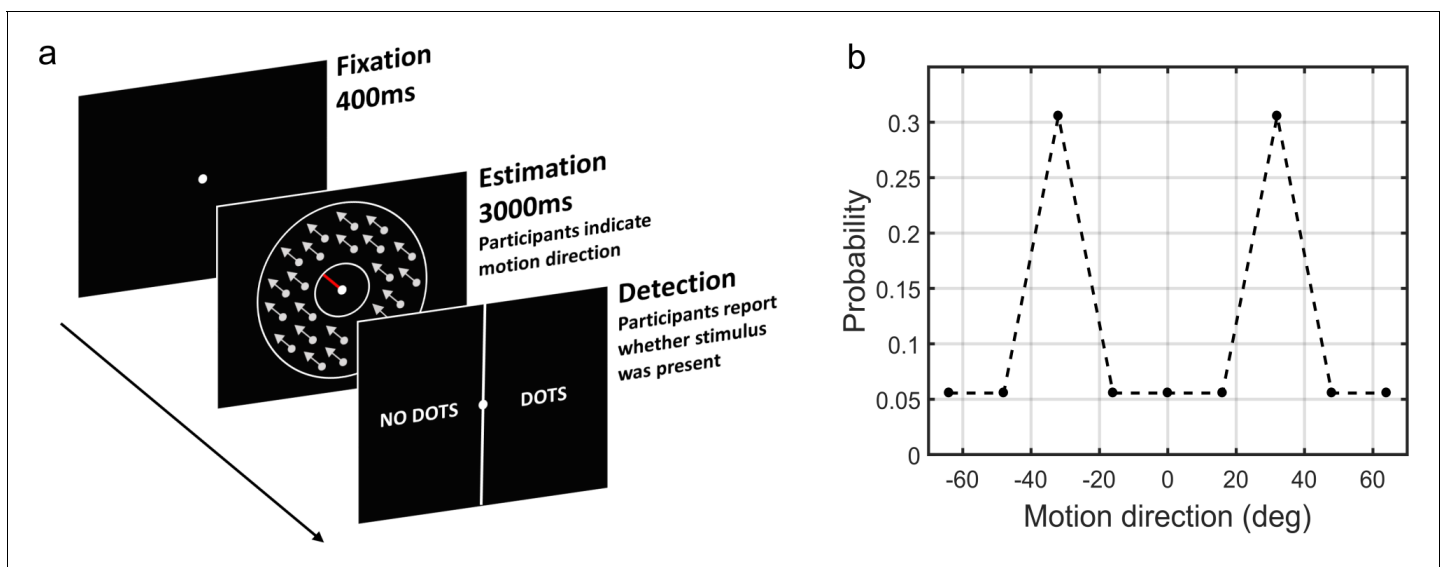 a
Fixation
400ms
Estimation
3000ms
Participants indicate
motion direction
Detection
Participants report
whether stimulus
was present
NO DOTS
DOTS
b
Probability
0.3
0.25
0.2
0.15
0.1
0.05
0
-60 -40 -20 0 20 40 60
Motion direction (deg)